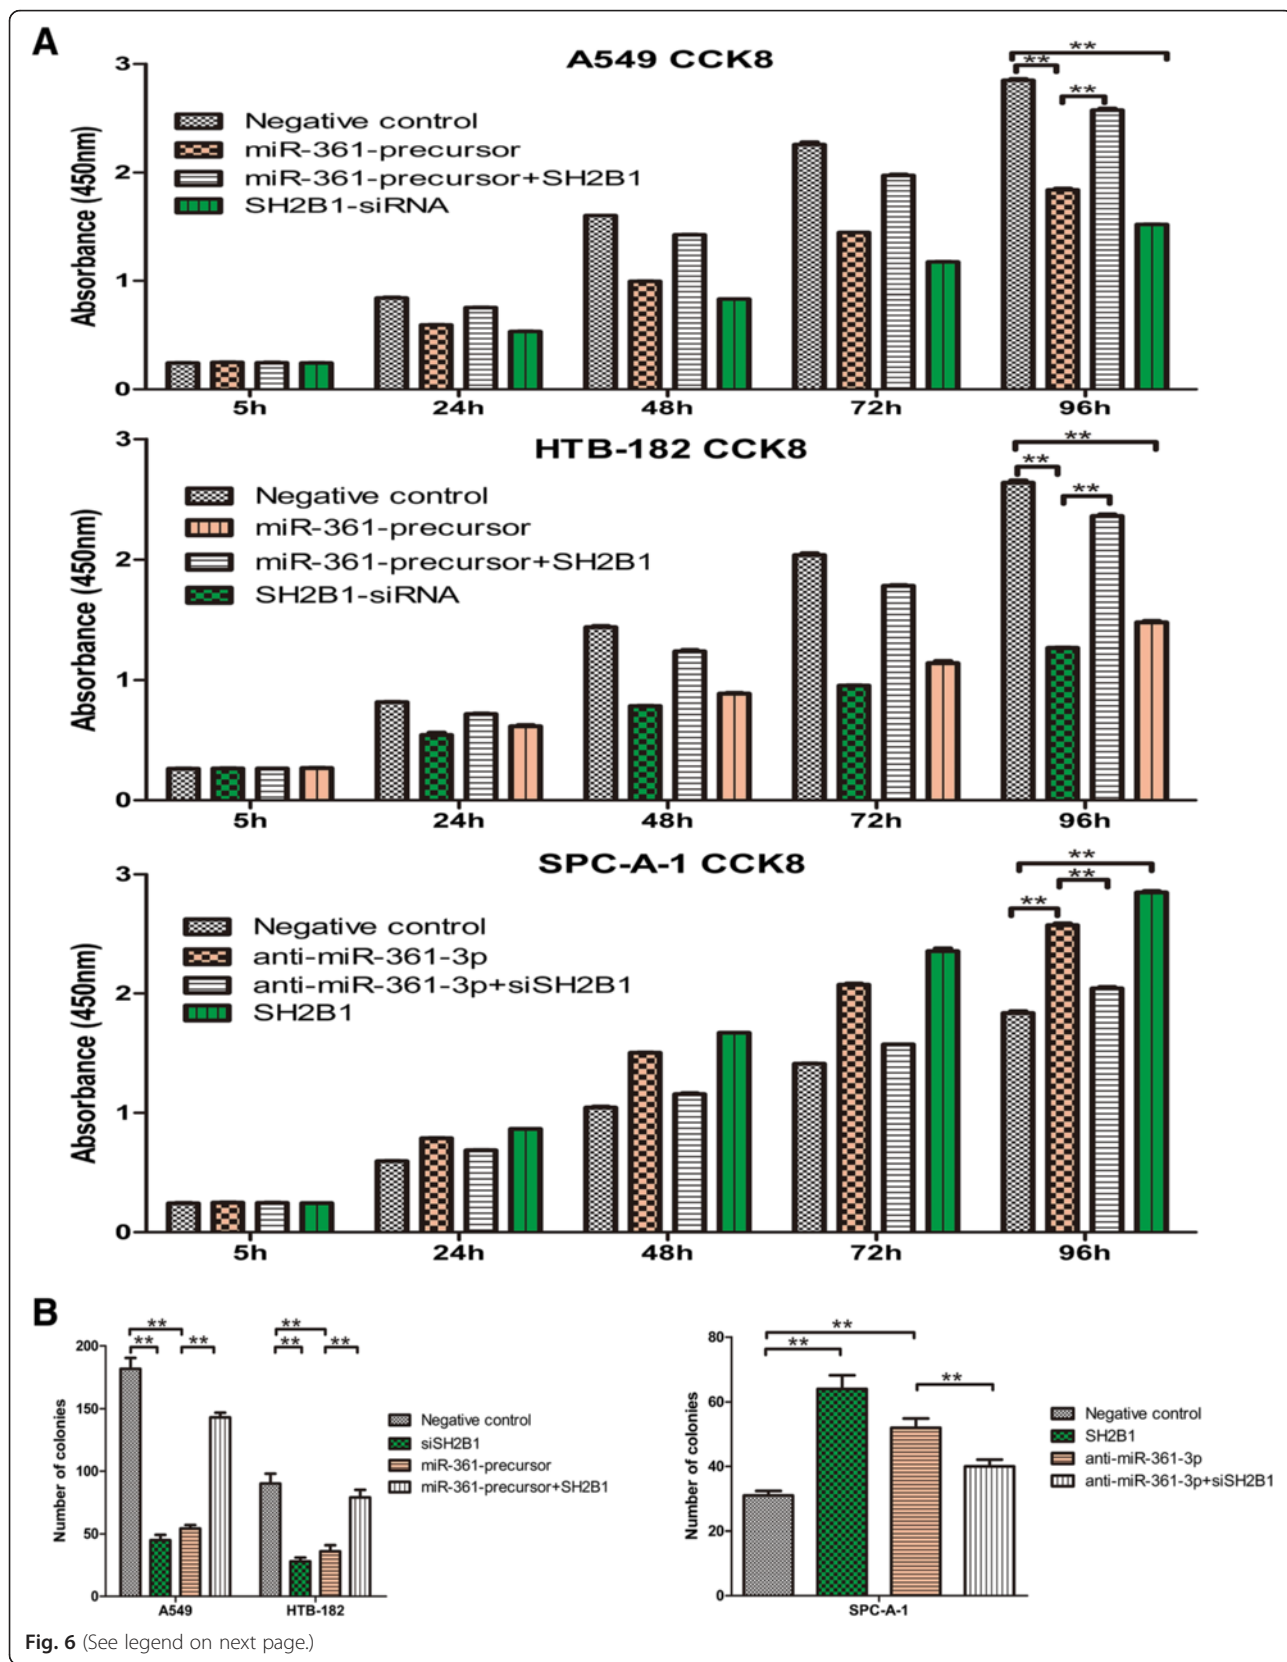 A
A549 CCK8
Absorbance (450nm)
3
2
1
0
Negative control
miR-361-precursor
miR-361-precursor+SH2B1
SH2B1-siRNA
**
**
**
5h 24h 48h 72h 96h
HTB-182 CCK8
Absorbance (450nm)
3
2
1
0
Negative control
miR-361-precursor
miR-361-precursor+SH2B1
SH2B1-siRNA
**
**
**
5h 24h 48h 72h 96h
SPC-A-1 CCK8
Absorbance (450nm)
3
2
1
0
Negative control
anti-miR-361-3p
anti-miR-361-3p+siSH2B1
SH2B1
**
**
**
5h 24h 48h 72h 96h
B
Number of colonies
200
150
100
50
0
** **
** ** ** **
A549 HTB-182
Negative control
siSH2B1
miR-361-precursor
miR-361-precursor+SH2B1
Number of colonies
80
60
40
20
0
**
**
**
SPC-A-1
Negative control
SH2B1
anti-miR-361-3p
anti-miR-361-3p+siSH2B1
Fig. 6 (See legend on next page.)